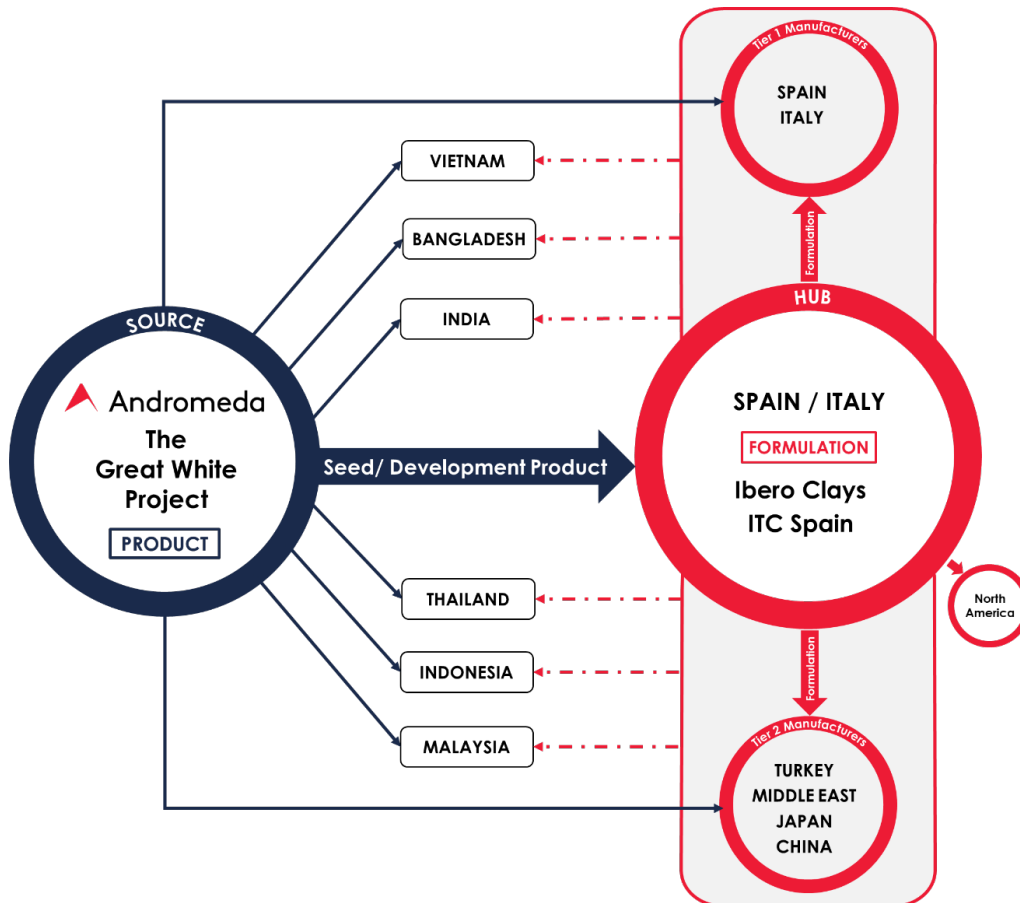 Tier 1 Manufacturers
SPAIN
ITALY
VIETNAM
BANGLADESH
INDIA
Formulation
SOURCE
Andromeda
The
Great White
Project
PRODUCT
Seed/ Development Product
HUB
SPAIN / ITALY
FORMULATION
Ibero Clays
ITC Spain
North
America
THAILAND
INDONESIA
MALAYSIA
Formulation
Tier 2 Manufacturers
TURKEY
MIDDLE EAST
JAPAN
CHINA